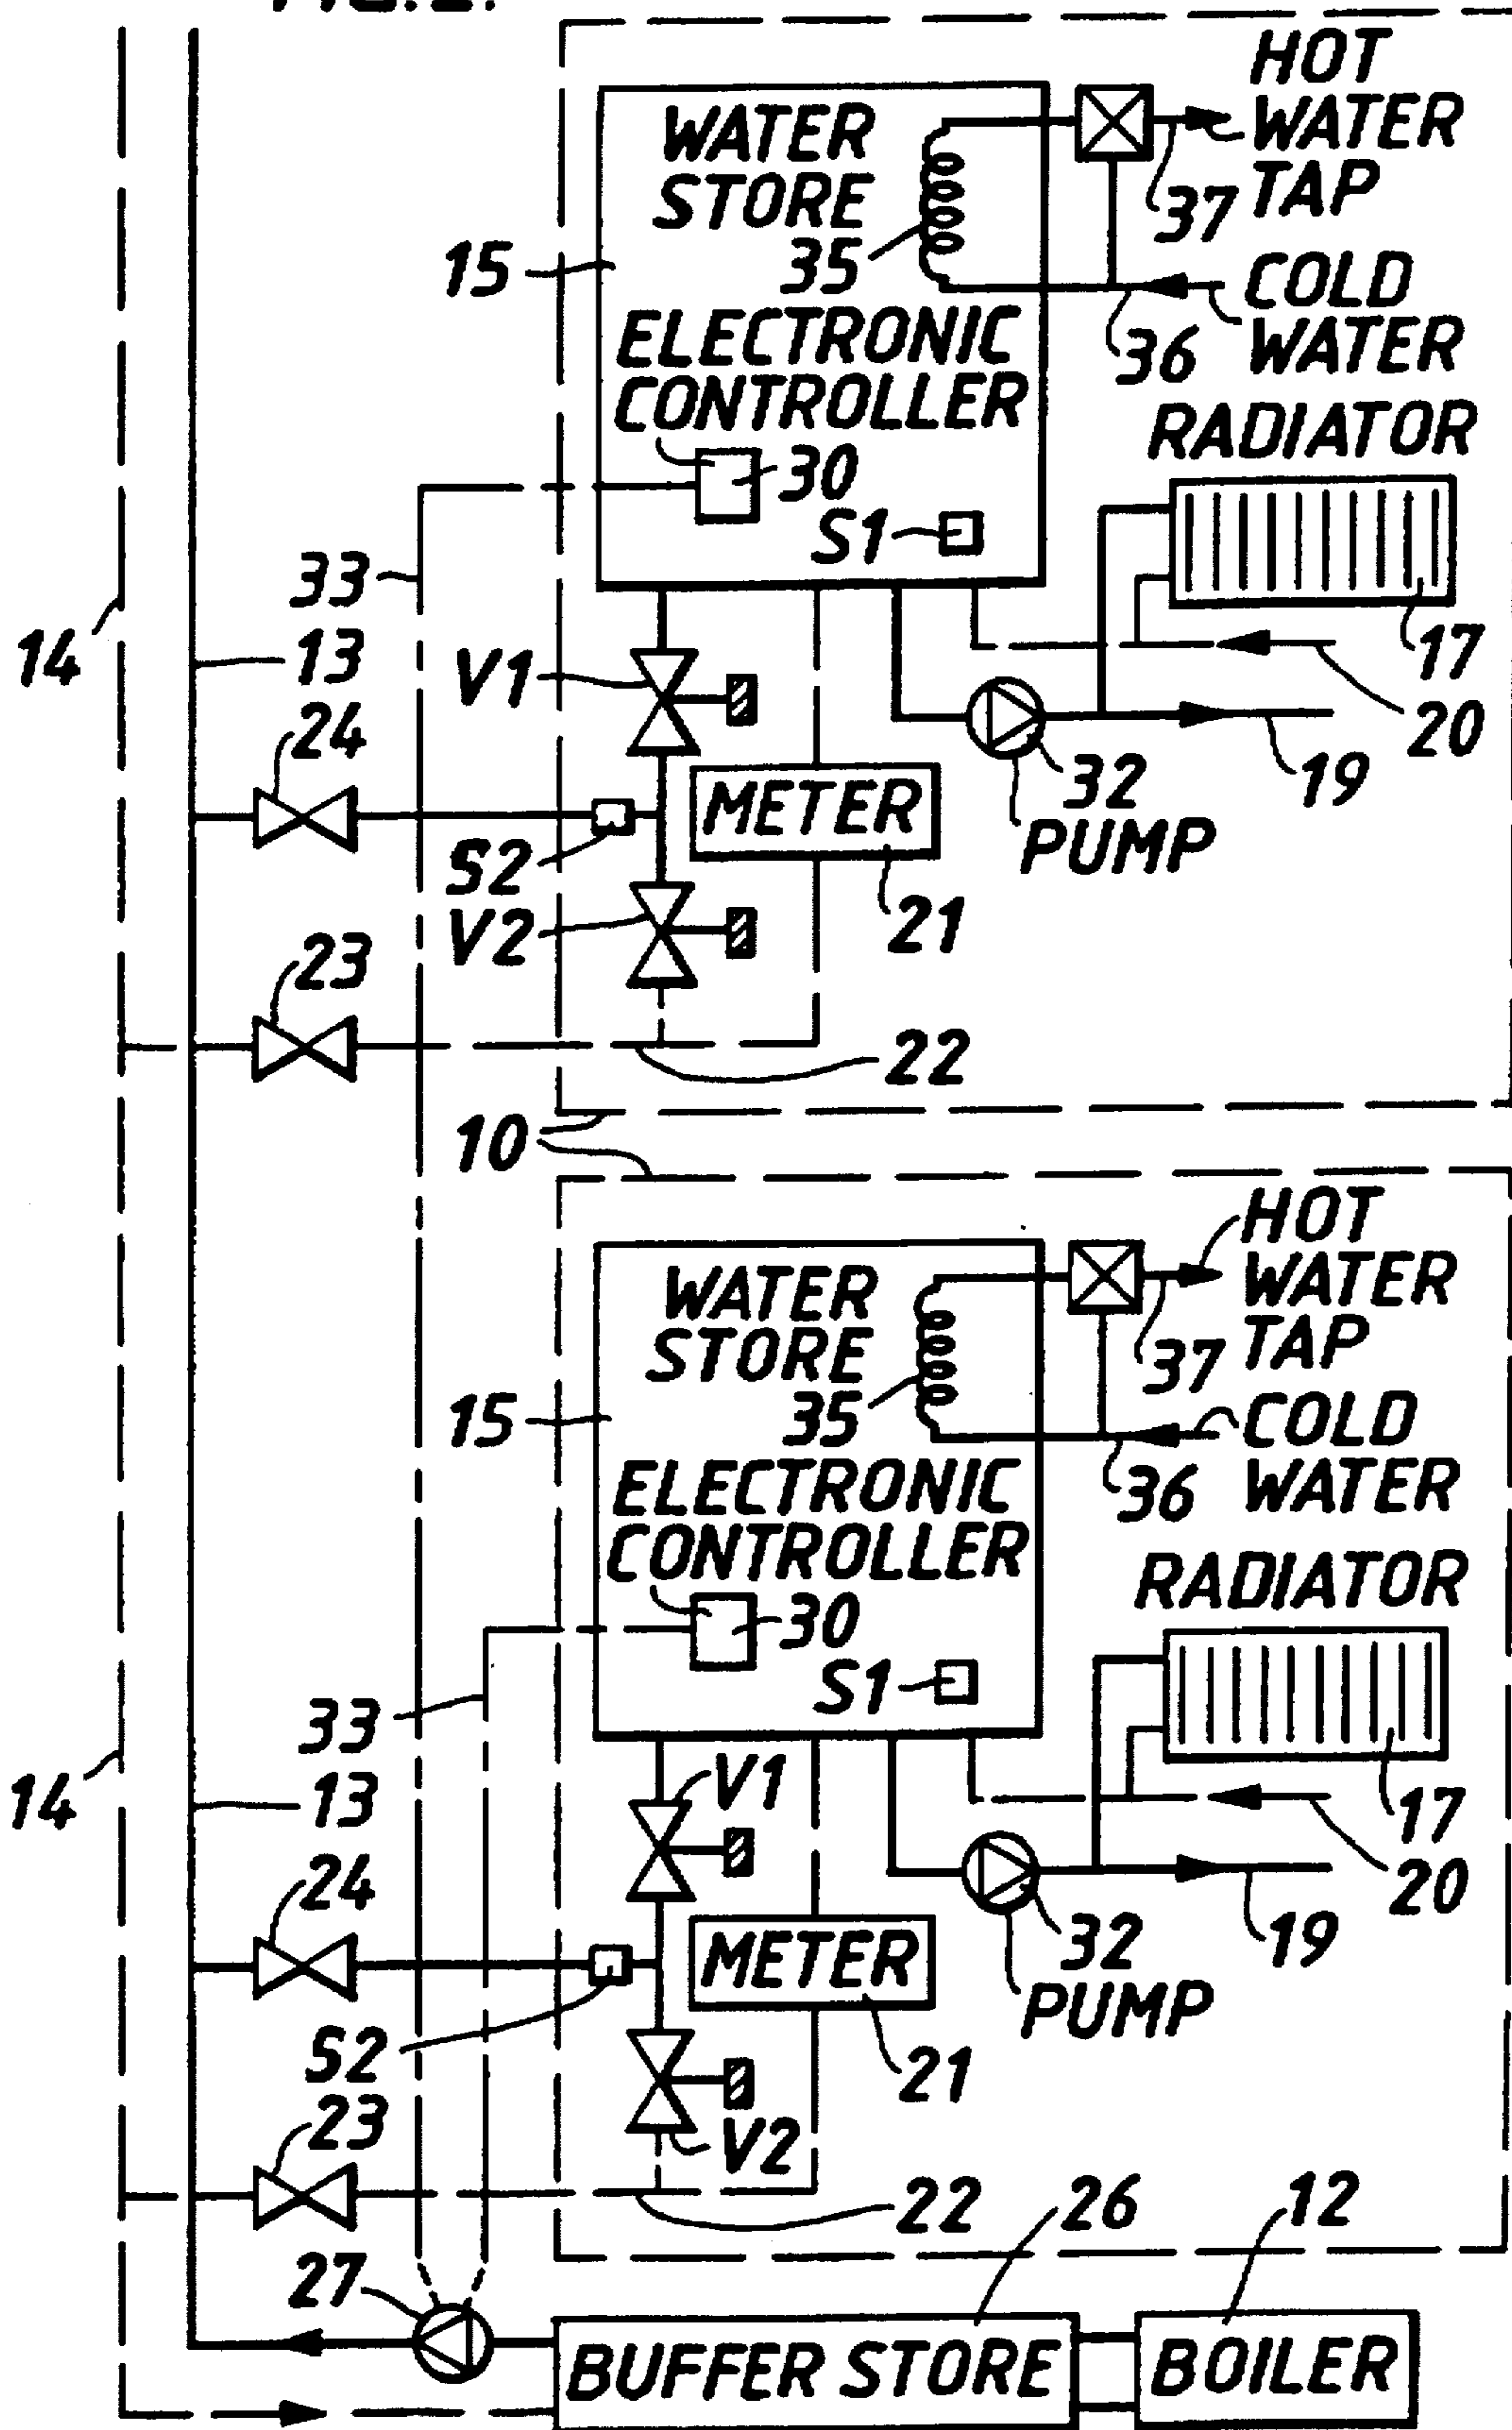 HOT
WATER
TAP
WATER
STORE
37
35
15
COLD
WATER
36
ELECTRONIC
CONTROLLER
RADIATOR
30
S1
33
14
13
V1
17
20
24
32
19
METER
PUMP
S2
V2
21
23
22
10
HOT
WATER
TAP
WATER
STORE
37
35
15
COLD
WATER
36
ELECTRONIC
CONTROLLER
RADIATOR
30
S1
33
14
13
V1
17
20
24
32
19
METER
PUMP
S2
21
23
V2
22
26
12
27
BUFFER STORE
BOILER